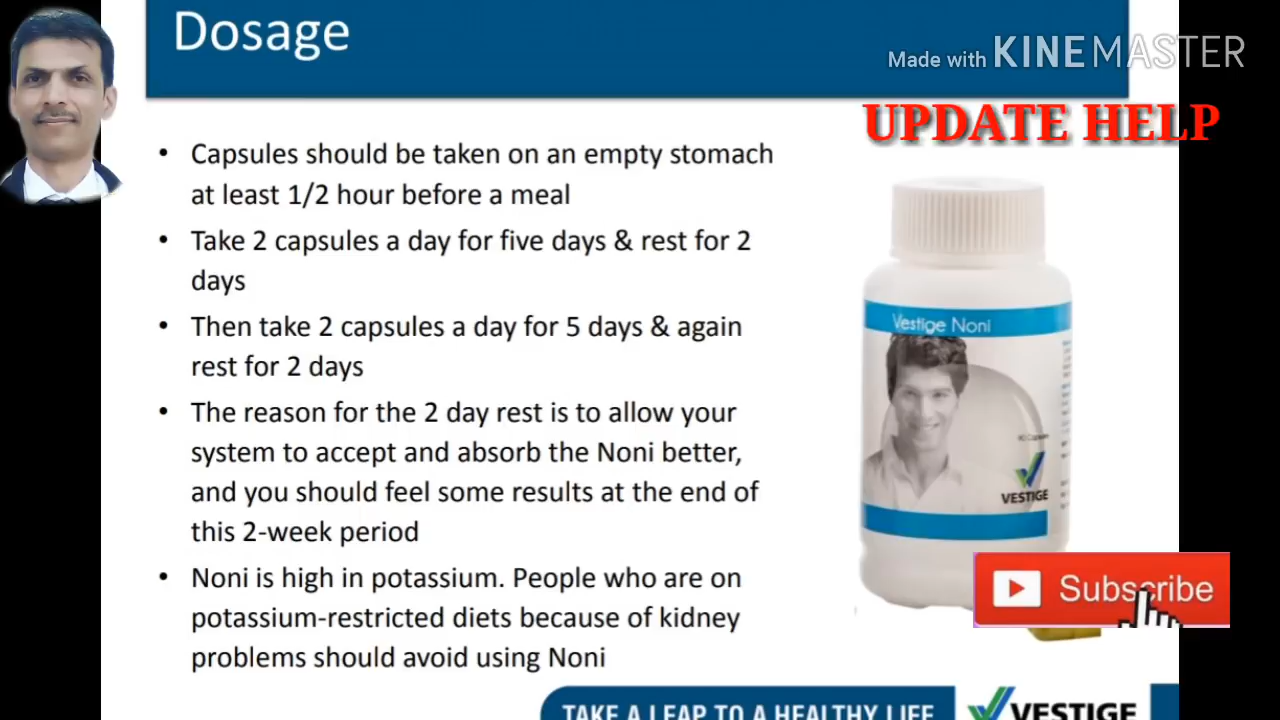 Dosage
Made with KINEMASTER
UPDATE HELP
• Capsules should be taken on an empty stomach
at least 1/2 hour before a meal
• Take 2 capsules a day for five days & rest for 2
days
• Then take 2 capsules a day for 5 days & again
rest for 2 days
• The reason for the 2 day rest is to allow your
system to accept and absorb the Noni better,
and you should feel some results at the end of
this 2-week period
• Noni is high in potassium. People who are on
potassium-restricted diets because of kidney
problems should avoid using Noni
Vestige Noni
VESTIGE
Subscribe
TAKE A LEAP TO A HEALTHY LIFE
VESTIGE